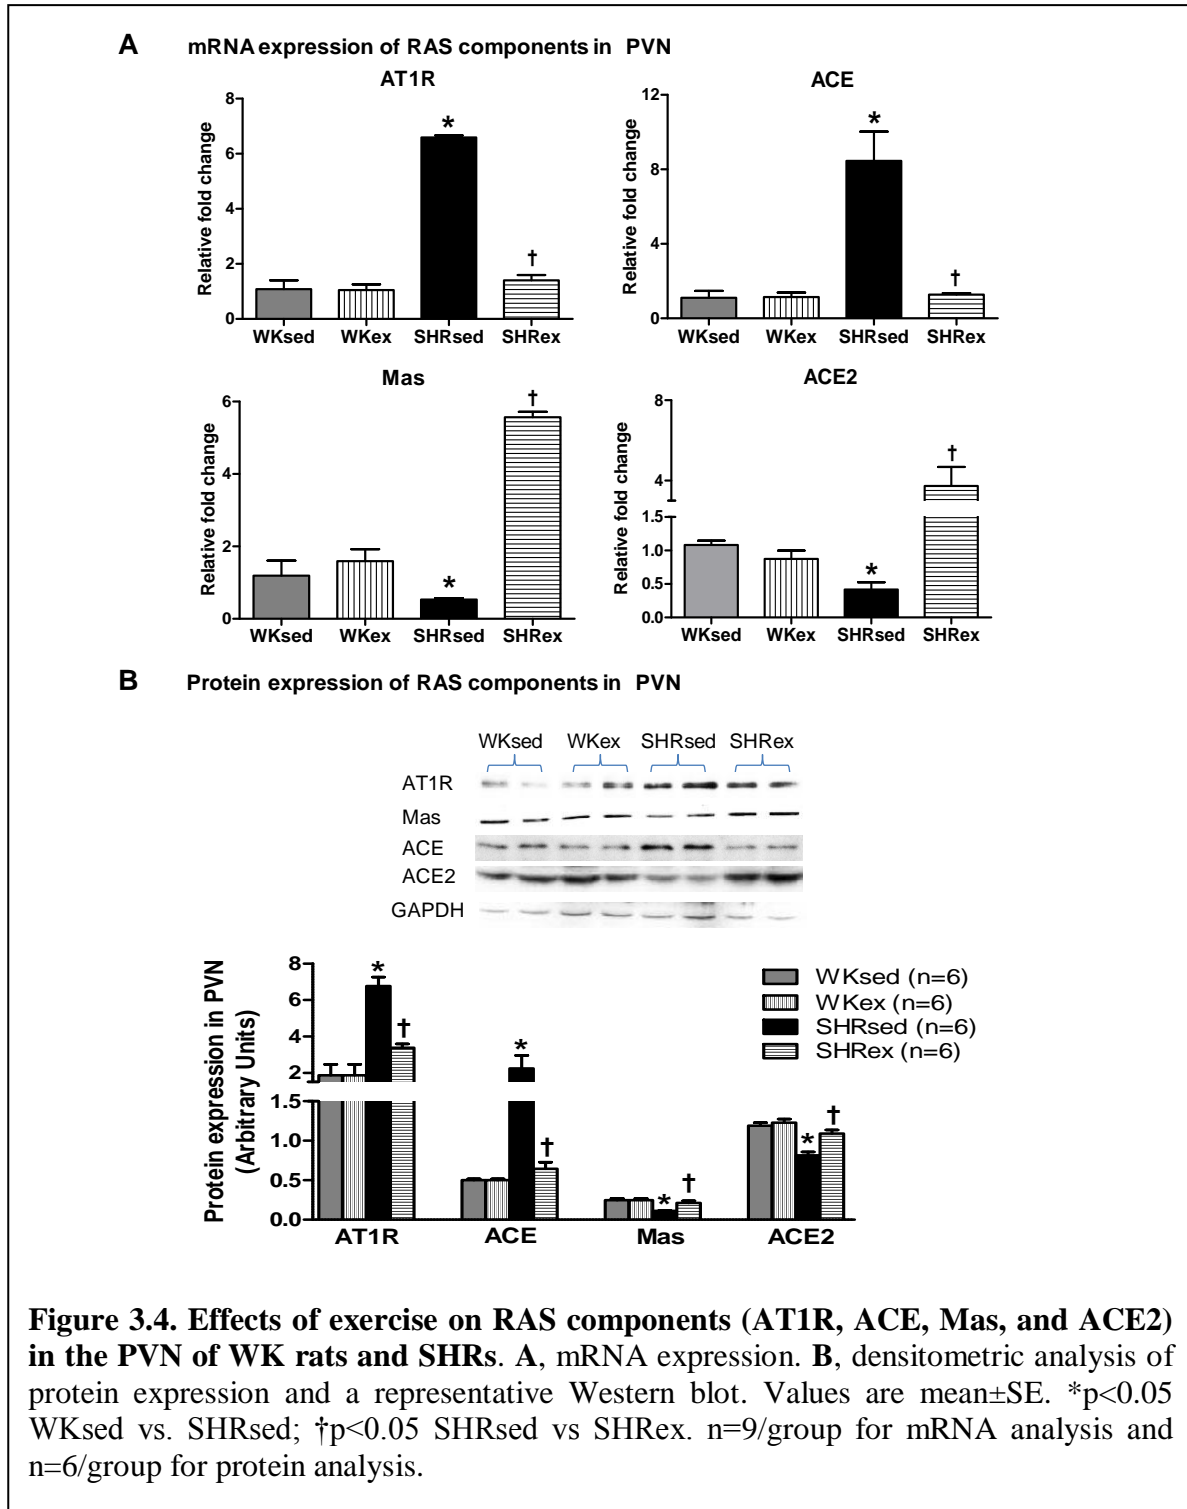 A mRNA expression of RAS components in PVN
AT1R
Relative fold change
8
6
4
2
0
WKsed WKex SHRsed SHRex
*
†
ACE
Relative fold change
12
8
4
0
WKsed WKex SHRsed SHRex
*
†
Mas
Relative fold change
6
4
2
0
WKsed WKex SHRsed SHRex
*
†
ACE2
Relative fold change
8
4
1.5
1.0
0.5
0.0
WKsed WKex SHRsed SHRex
*
†
B Protein expression of RAS components in PVN
WKsed WKex SHRsed SHRex
AT1R
Mas
ACE
ACE2
GAPDH
Protein expression in PVN
(Arbitrary Units)
8
6
4
2
1.5
1.0
0.5
0.0
* †
* †
* †
* †
AT1R ACE Mas ACE2
WKsed (n=6)
WKex (n=6)
SHRsed (n=6)
SHRex (n=6)
Figure 3.4. Effects of exercise on RAS components (AT1R, ACE, Mas, and ACE2)
in the PVN of WK rats and SHRs. A, mRNA expression. B, densitometric analysis of
protein expression and a representative Western blot. Values are mean±SE. *p<0.05
WKsed vs. SHRsed; †p<0.05 SHRsed vs SHRex. n=9/group for mRNA analysis and
n=6/group for protein analysis.